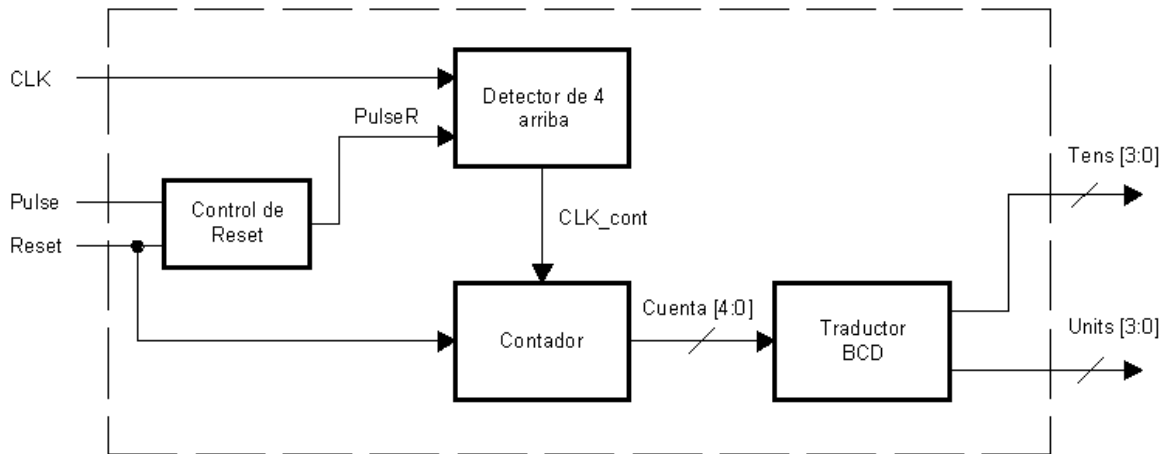 CLK
Detector de 4
arriba
PulseR
Tens [3:0]
Pulse
Control de
Reset
CLK_cont
Reset
Cuenta [4:0]
Contador
Traductor
BCD
Units [3:0]